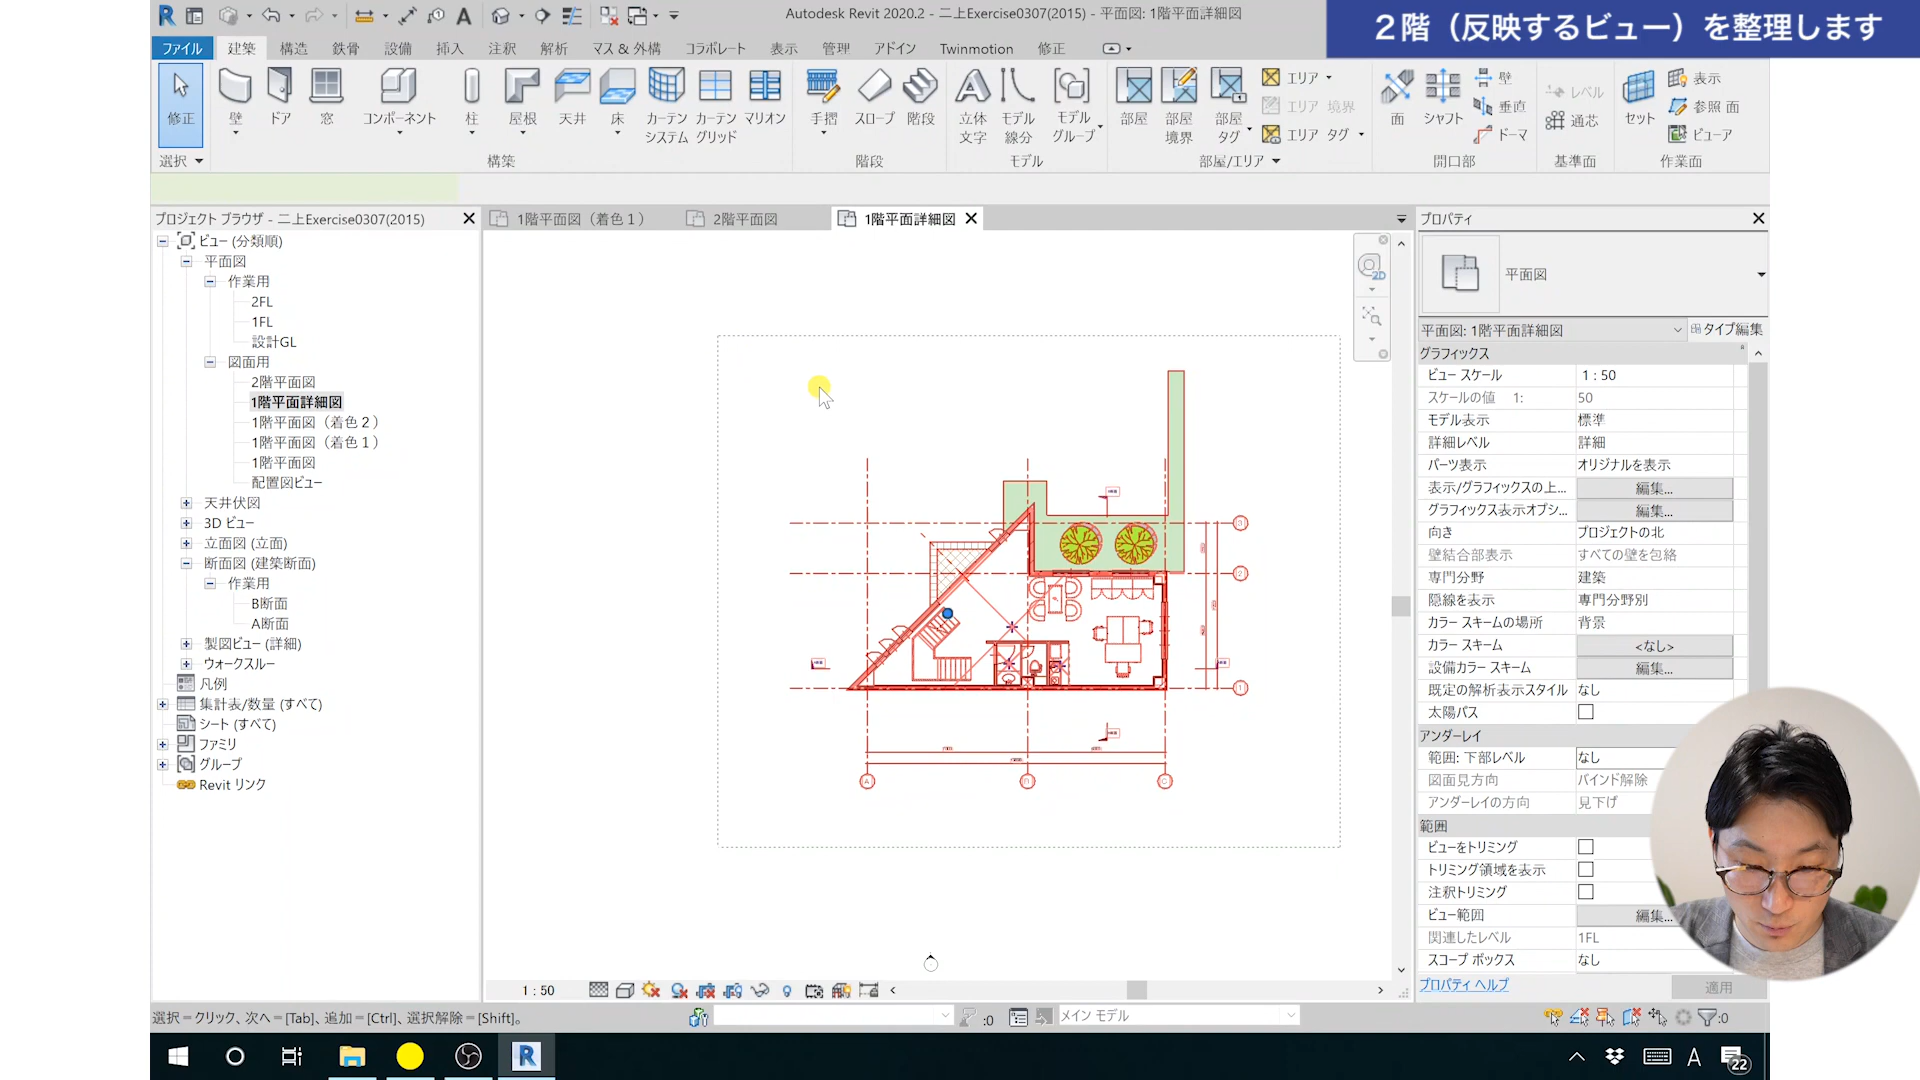 Autodesk Revit 2020.2 - 二上Exercise0307(2015) - 平面図: 1階平面詳細図
２階（反映するビュー）を整理します
ファイル 建築 構造 鉄骨 設備 挿入 注釈 解析 マス & 外構 コラボレート 表示 管理 アドイン Twinmotion 修正
修正 壁 ドア 窓 コンポーネント 柱 屋根 天井 床 カーテン システム カーテン グリッド マリオン
手摺 スロープ 階段 立体 文字 モデル 線分 モデル グループ
部屋 部屋 境界 部屋 タグ エリア エリア 境界 エリア タグ
面 シャフト 壁 垂直 ドーマ レベル 通芯 セット 表示 参照 面 ビューア
選択 構築 階段 モデル 部屋/エリア 開口部 基準面 作業面
プロジェクト ブラウザ - 二上Exercise0307(2015)
1階平面図（着色１） 2階平面図 1階平面詳細図
プロパティ
ビュー (分類順)
平面図
作業用
2FL
1FL
設計GL
図面用
2階平面図
1階平面詳細図
1階平面図（着色２）
1階平面図（着色１）
1階平面図
配置図ビュー
天井伏図
3D ビュー
立面図 (立面)
断面図 (建築断面)
作業用
B断面
A断面
製図ビュー (詳細)
ウォークスルー
凡例
集計表/数量 (すべて)
シート (すべて)
ファミリ
グループ
Revit リンク
2D
3
2
1
A
C
平面図
平面図: 1階平面詳細図 タイプ編集
グラフィックス
ビュー スケール 1 : 50
スケールの値 1: 50
モデル表示 標準
詳細レベル 詳細
パーツ表示 オリジナルを表示
表示/グラフィックスの上... 編集...
グラフィックス表示オプシ... 編集...
向き プロジェクトの北
壁結合部表示 すべての壁を包絡
専門分野 建築
隠線を表示 専門分野別
カラー スキームの場所 背景
カラー スキーム <なし>
設備カラー スキーム 編集...
既定の解析表示スタイル なし
太陽パス
アンダーレイ
範囲: 下部レベル なし
図面見方向 バインド解除
アンダーレイの方向 見下げ
範囲
ビューをトリミング
トリミング領域を表示
注釈トリミング
ビュー範囲 編集...
関連したレベル 1FL
スコープ ボックス なし
プロパティ ヘルプ 適用
1 : 50
選択＝クリック、次へ＝[Tab]、追加＝[Ctrl]、選択解除＝[Shift]。
:0 メイン モデル :0
A 22